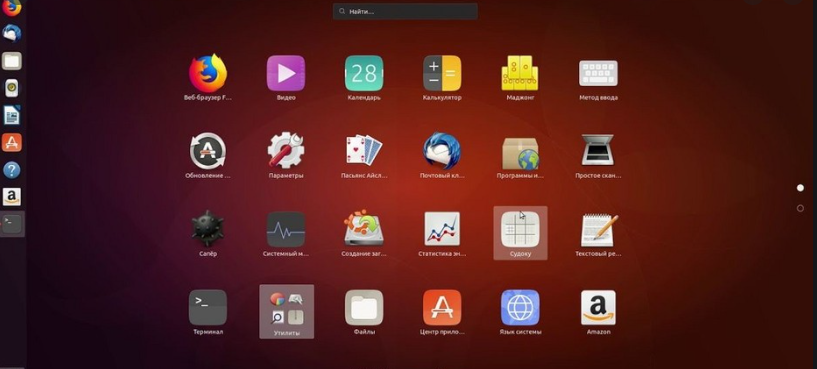 Найти...
Веб-браузер F...
Видео
28
Календарь
Калькулятор
Маджонг
Метод ввода
Обновление ...
Параметры
Пасьянс Айсл...
Почтовый кл...
Программы и...
Простое скан...
Сапёр
Системный м...
Создание заг...
Статистика эн...
Судоку
Текстовый ре...
Терминал
Утилиты
Файлы
Центр прило...
Язык системы
Amazon